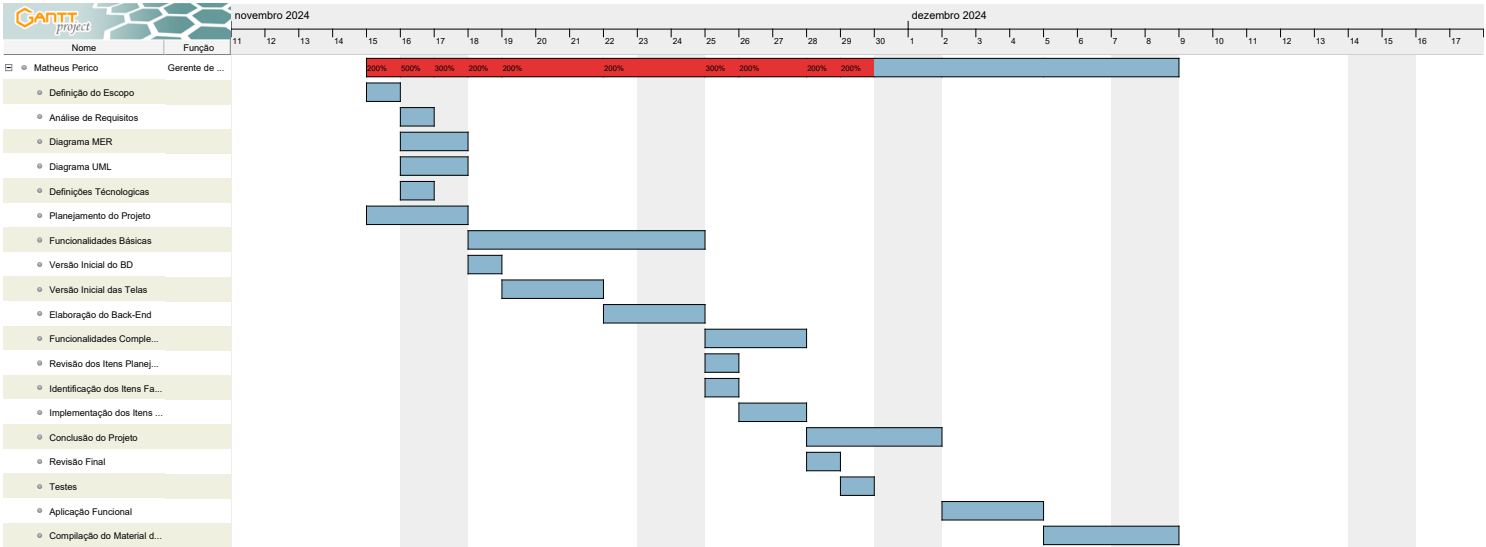 GANTT
project
novembro 2024
dezembro 2024
Nome
Função
11 12 13 14 15 16 17 18 19 20 21 22 23 24 25 26 27 28 29 30 1 2 3 4 5 6 7 8 9 10 11 12 13 14 15 16 17
Matheus Perico Gerente de ... 200% 500% 300% 200% 200% 200% 300% 200% 200% 200%
Definição do Escopo
Análise de Requisitos
Diagrama MER
Diagrama UML
Definições Técnologicas
Planejamento do Projeto
Funcionalidades Básicas
Versão Inicial do BD
Versão Inicial das Telas
Elaboração do Back-End
Funcionalidades Comple...
Revisão dos Itens Planej...
Identificação dos Itens Fa...
Implementação dos Itens ...
Conclusão do Projeto
Revisão Final
Testes
Aplicação Funcional
Compilação do Material d...